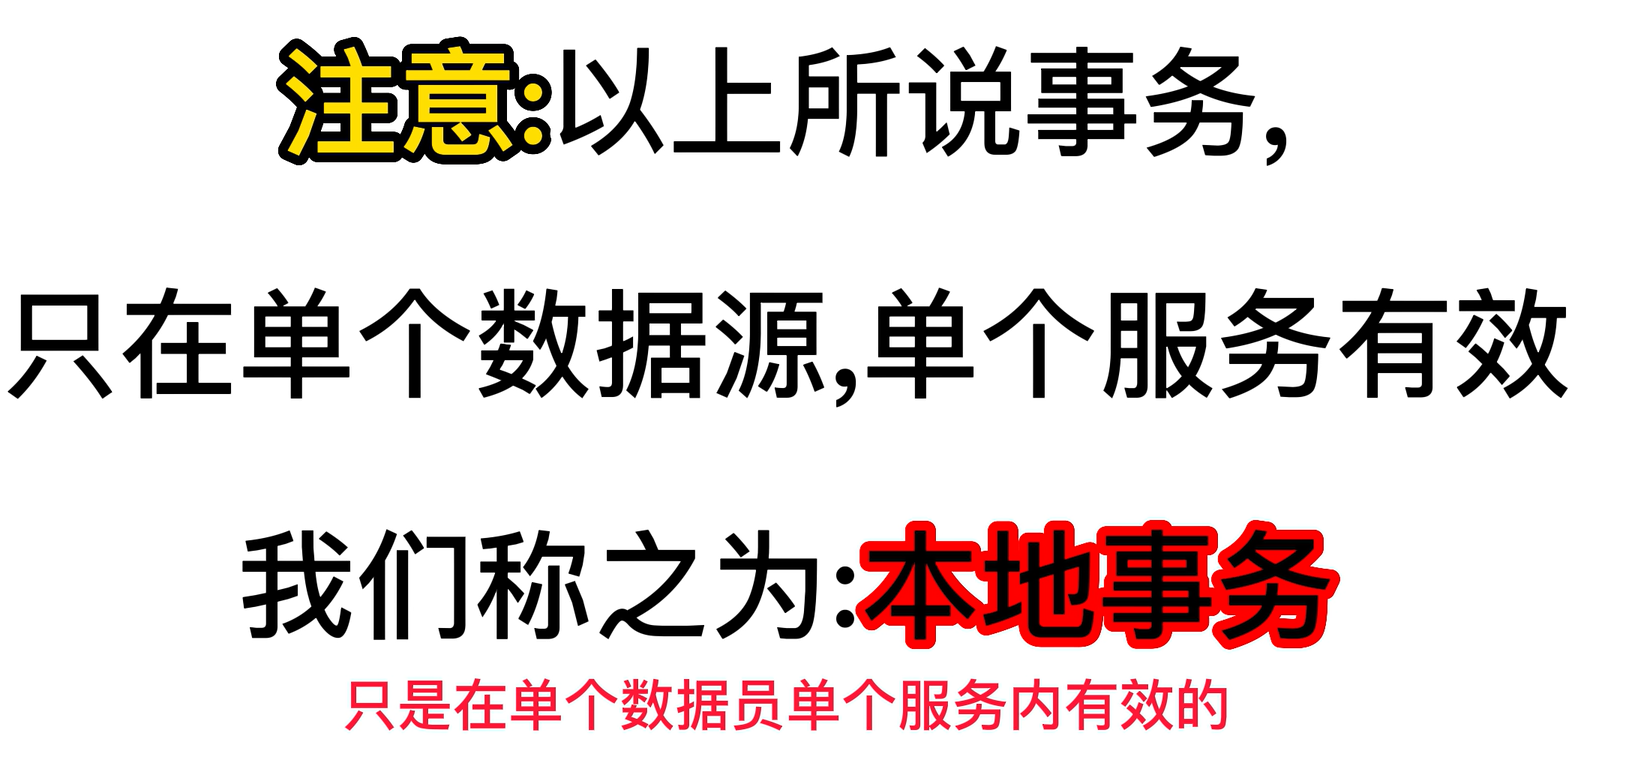 注意:以上所说事务,
只在单个数据源,单个服务有效
我们称之为:本地事务
只是在单个数据员单个服务内有效的